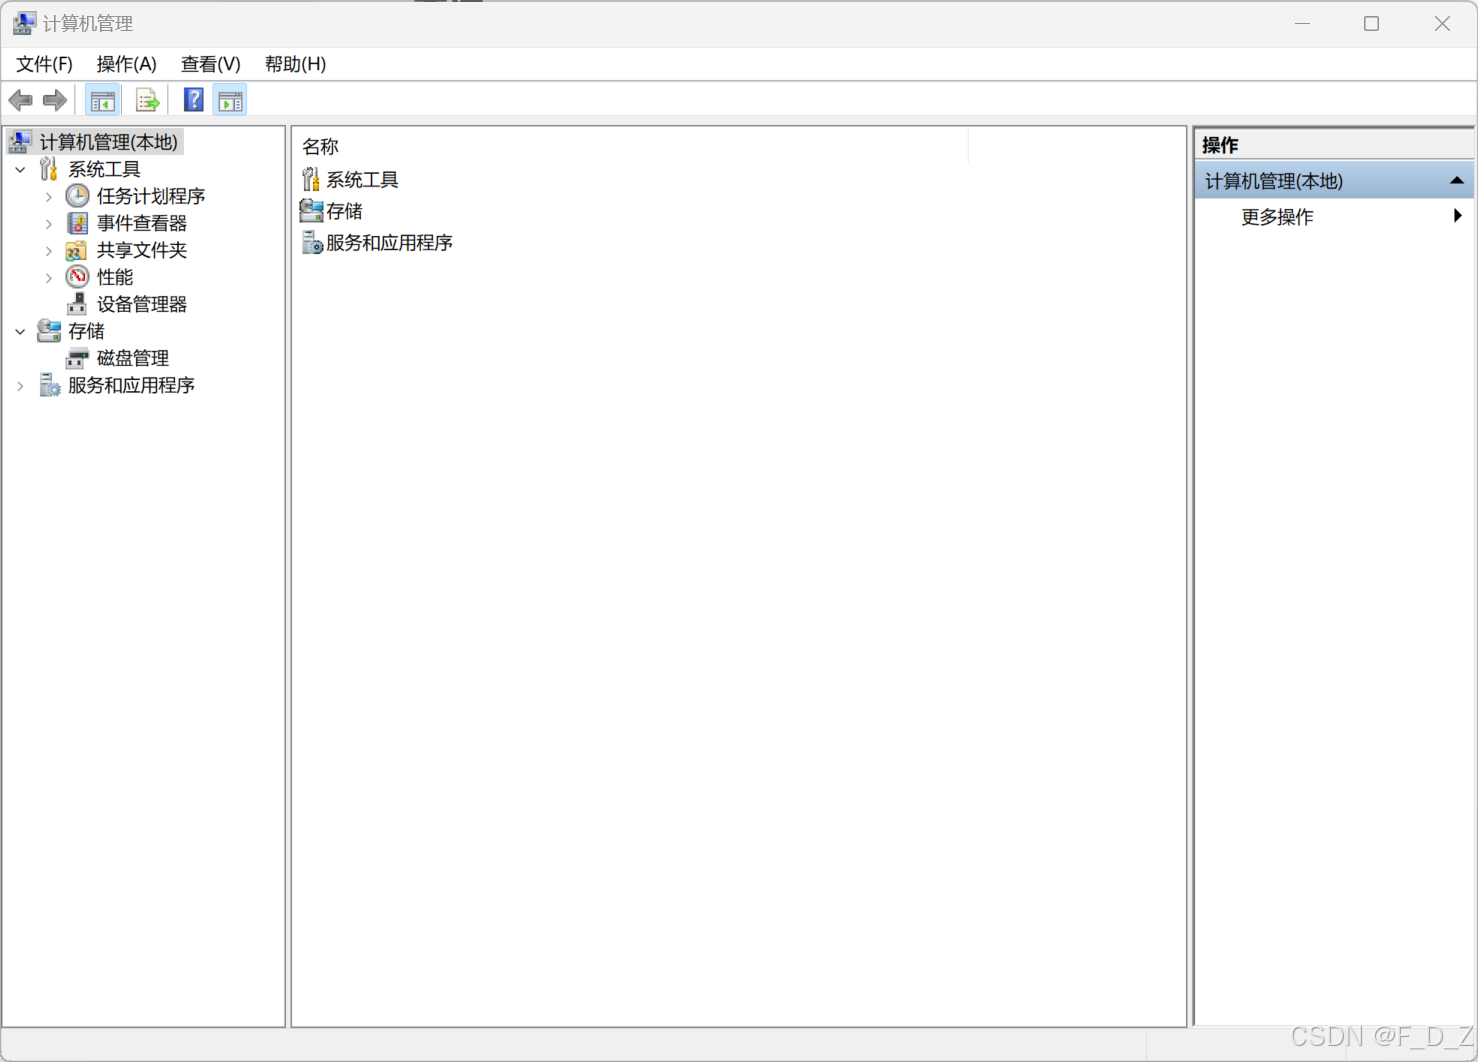 计算机管理
文件(F) 操作(A) 查看(V) 帮助(H)
计算机管理(本地)
系统工具
任务计划程序
事件查看器
共享文件夹
性能
设备管理器
存储
磁盘管理
服务和应用程序
名称
系统工具
存储
服务和应用程序
操作
计算机管理(本地)
更多操作
CSDN @F_D_Z